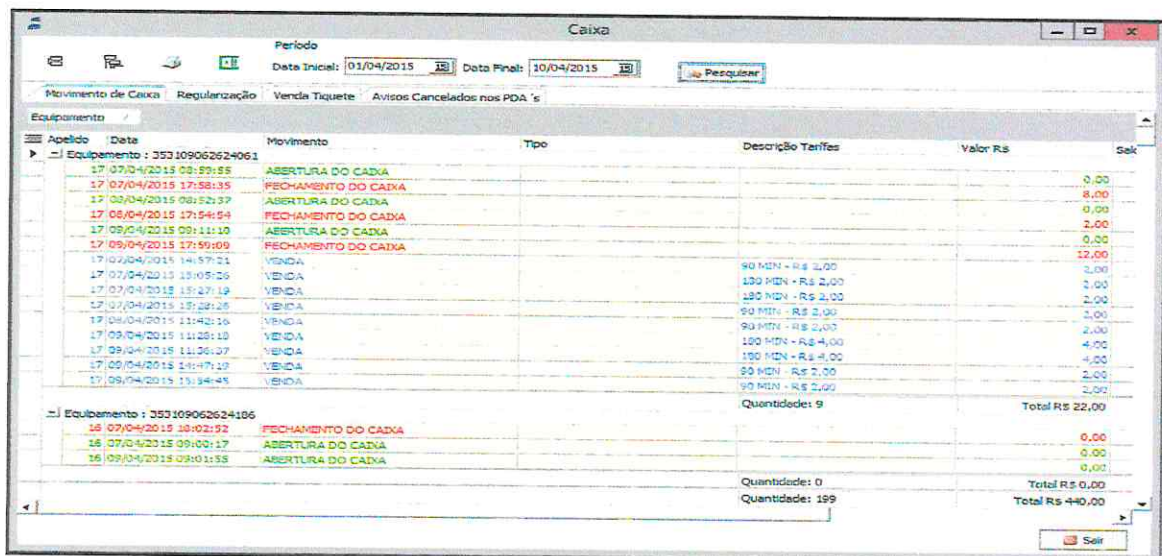 Caixa
Período
Data Inicial: 01/04/2015 15 Data Final: 10/04/2015 15 Pesquisar
Movimento de Caixa Regularização Venda Tiquete Avisos Cancelados nos PDA 's
Equipamento
Apelido Data Movimento Tipo Descrição Tarifas Valor R$ Sald
Equipamento : 353109062624061
17 07/04/2015 08:59:55 ABERTURA DO CAIXA 0,00
17 07/04/2015 17:58:35 FECHAMENTO DO CAIXA 8,00
17 08/04/2015 08:52:37 ABERTURA DO CAIXA 0,00
17 08/04/2015 17:54:54 FECHAMENTO DO CAIXA 2,00
17 09/04/2015 09:11:10 ABERTURA DO CAIXA 0,00
17 09/04/2015 17:59:09 FECHAMENTO DO CAIXA 12,00
17 07/04/2015 14:57:21 VENDA 90 MIN - R$ 2,00 2,00
17 07/04/2015 15:05:26 VENDA 180 MIN - R$ 2,00 2,00
17 07/04/2015 15:27:19 VENDA 180 MIN - R$ 2,00 2,00
17 07/04/2015 15:28:26 VENDA 90 MIN - R$ 2,00 2,00
17 08/04/2015 11:42:16 VENDA 90 MIN - R$ 2,00 2,00
17 09/04/2015 11:28:18 VENDA 180 MIN - R$ 4,00 4,00
17 09/04/2015 11:36:37 VENDA 180 MIN - R$ 4,00 4,00
17 09/04/2015 14:47:19 VENDA 90 MIN - R$ 2,00 2,00
17 09/04/2015 15:54:45 VENDA 90 MIN - R$ 2,00 2,00
Quantidade: 9 Total R$ 22,00
Equipamento : 353109062624186
16 07/04/2015 18:02:52 FECHAMENTO DO CAIXA 0,00
16 07/04/2015 09:00:17 ABERTURA DO CAIXA 0,00
16 09/04/2015 09:01:55 ABERTURA DO CAIXA 0,00
Quantidade: 0 Total R$ 0,00
Quantidade: 199 Total R$ 440,00
Sair